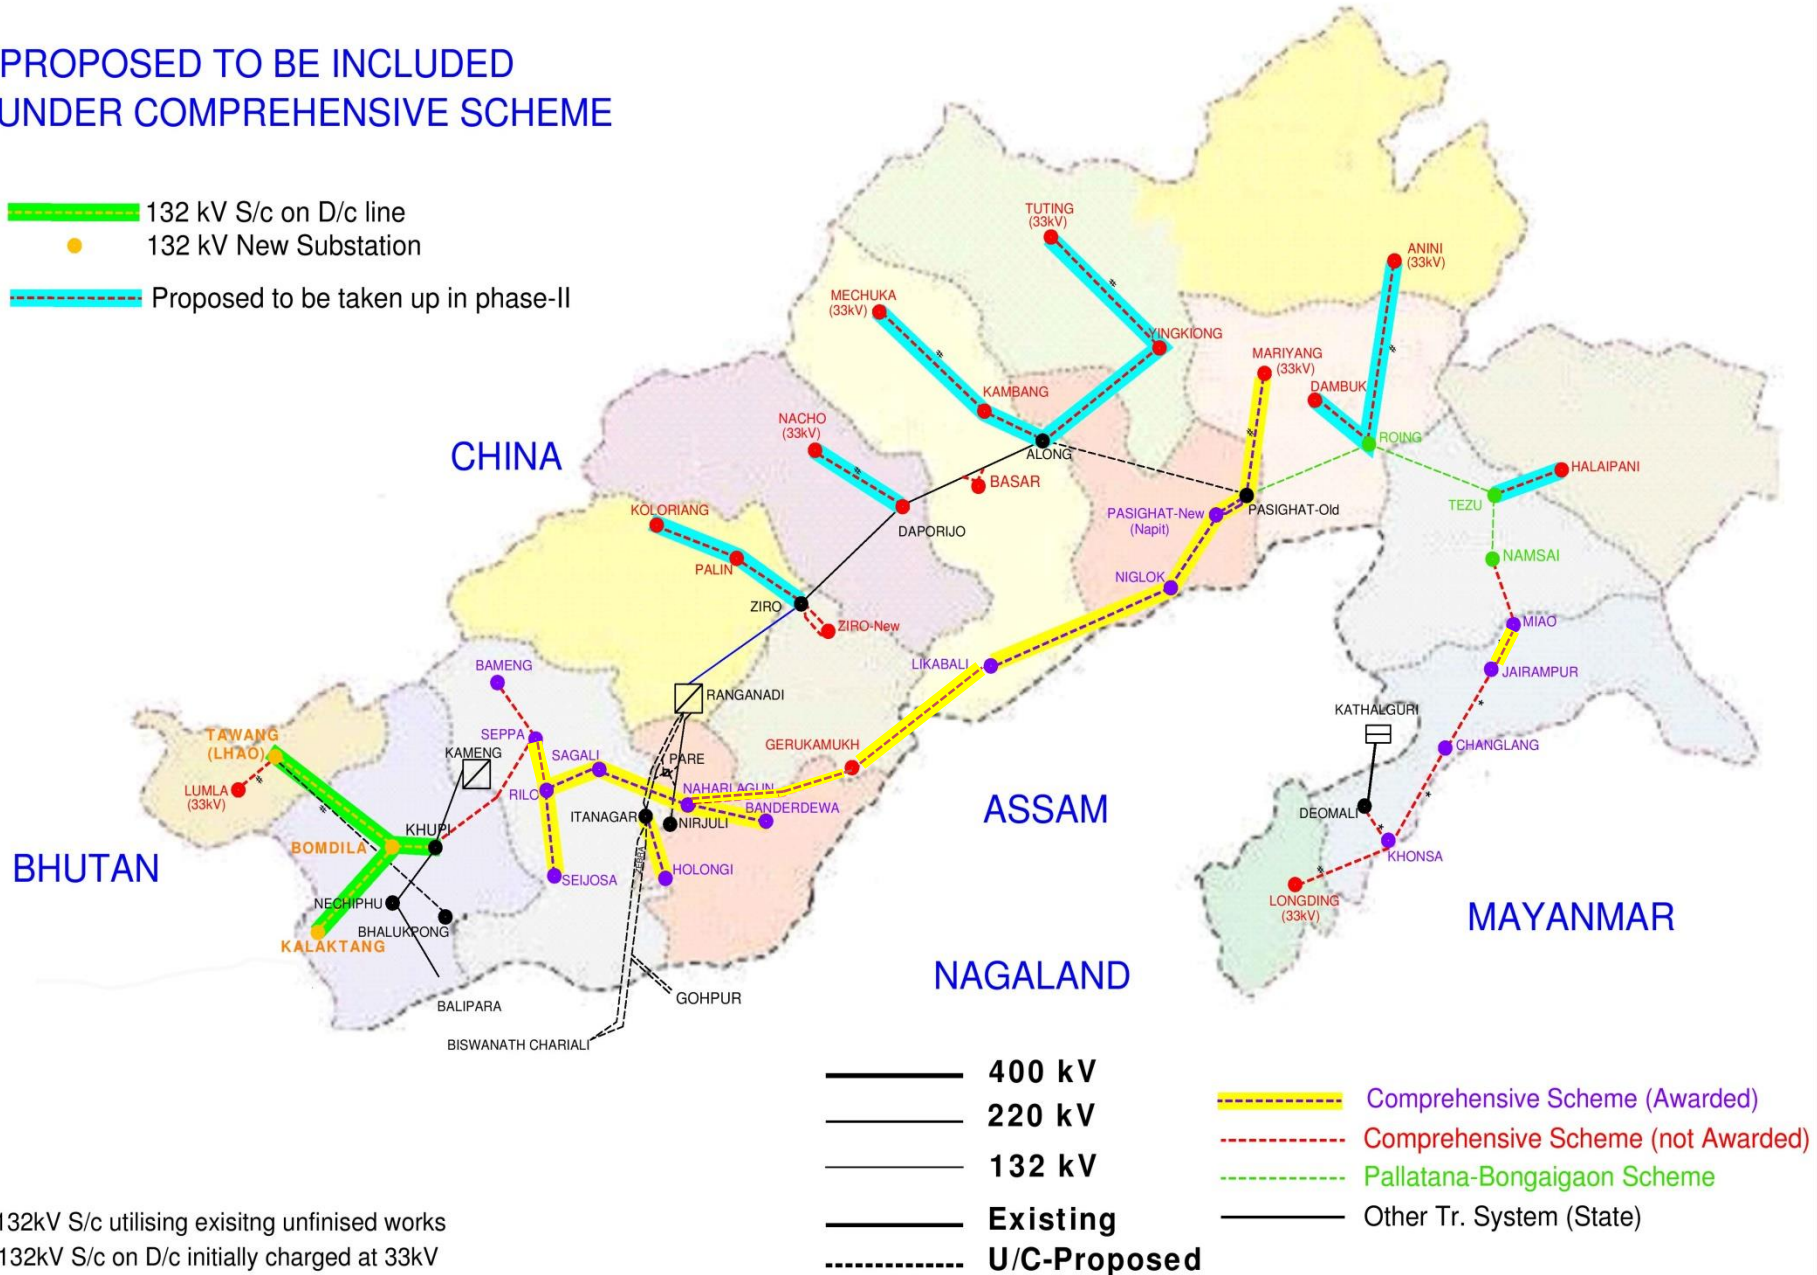 PROPOSED TO BE INCLUDED
UNDER COMPREHENSIVE SCHEME
132 kV S/c on D/c line
132 kV New Substation
Proposed to be taken up in phase-II
TUTING
(33kV)
ANINI
(33kV)
MECHUKA
(33kV)
YINGKIONG
MARIYANG
(33kV)
DAMBUK
KAMBANG
NACHO
(33kV)
CHINA
ALONG
ROING
HALAIPANI
BASAR
TEZU
KOLORIANG
PASIGHAT-New
(Napit)
PASIGHAT-Old
DAPORIJO
NAMSAI
PALIN
NIGLOK
ZIRO
ZIRO-New
MIAO
LIKABALI
BAMENG
JAIRAMPUR
RANGANADI
KATHALGURI
TAWANG
(LHAO)
SEPPA
SAGALI
KAMENG
PARE
GERUKAMUKH
CHANGLANG
LUMLA
(33kV)
RILO
NAHARLAGUN
BANDERDEWA
ASSAM
ITANAGAR
NIRJULI
DEOMALI
KHUPI
BOMDILA
KHONSA
BHUTAN
SEIJOSA
HOLONGI
NECHIPHU
LONGDING
(33kV)
MAYANMAR
BHALUKPONG
KALAKTANG
NAGALAND
BALIPARA
GOHPUR
BISWANATH CHARIALI
400 kV
220 kV
132 kV
Existing
U/C-Proposed
Comprehensive Scheme (Awarded)
Comprehensive Scheme (not Awarded)
Pallatana-Bongaigaon Scheme
Other Tr. System (State)
132kV S/c utilising exisitng unfinised works
132kV S/c on D/c initially charged at 33kV